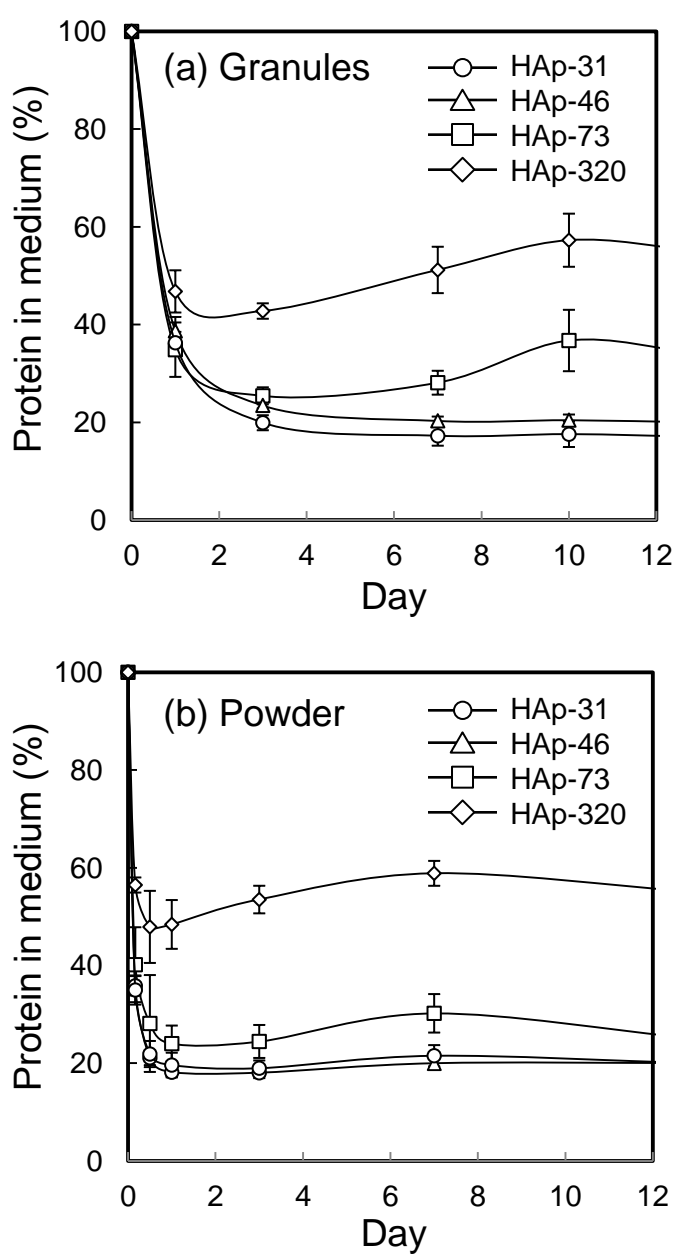 100
80
60
40
20
0
Protein in medium (%)
(a) Granules
HAp-31
HAp-46
HAp-73
HAp-320
0 2 4 6 8 10 12
Day
100
80
60
40
20
0
Protein in medium (%)
(b) Powder
HAp-31
HAp-46
HAp-73
HAp-320
0 2 4 6 8 10 12
Day